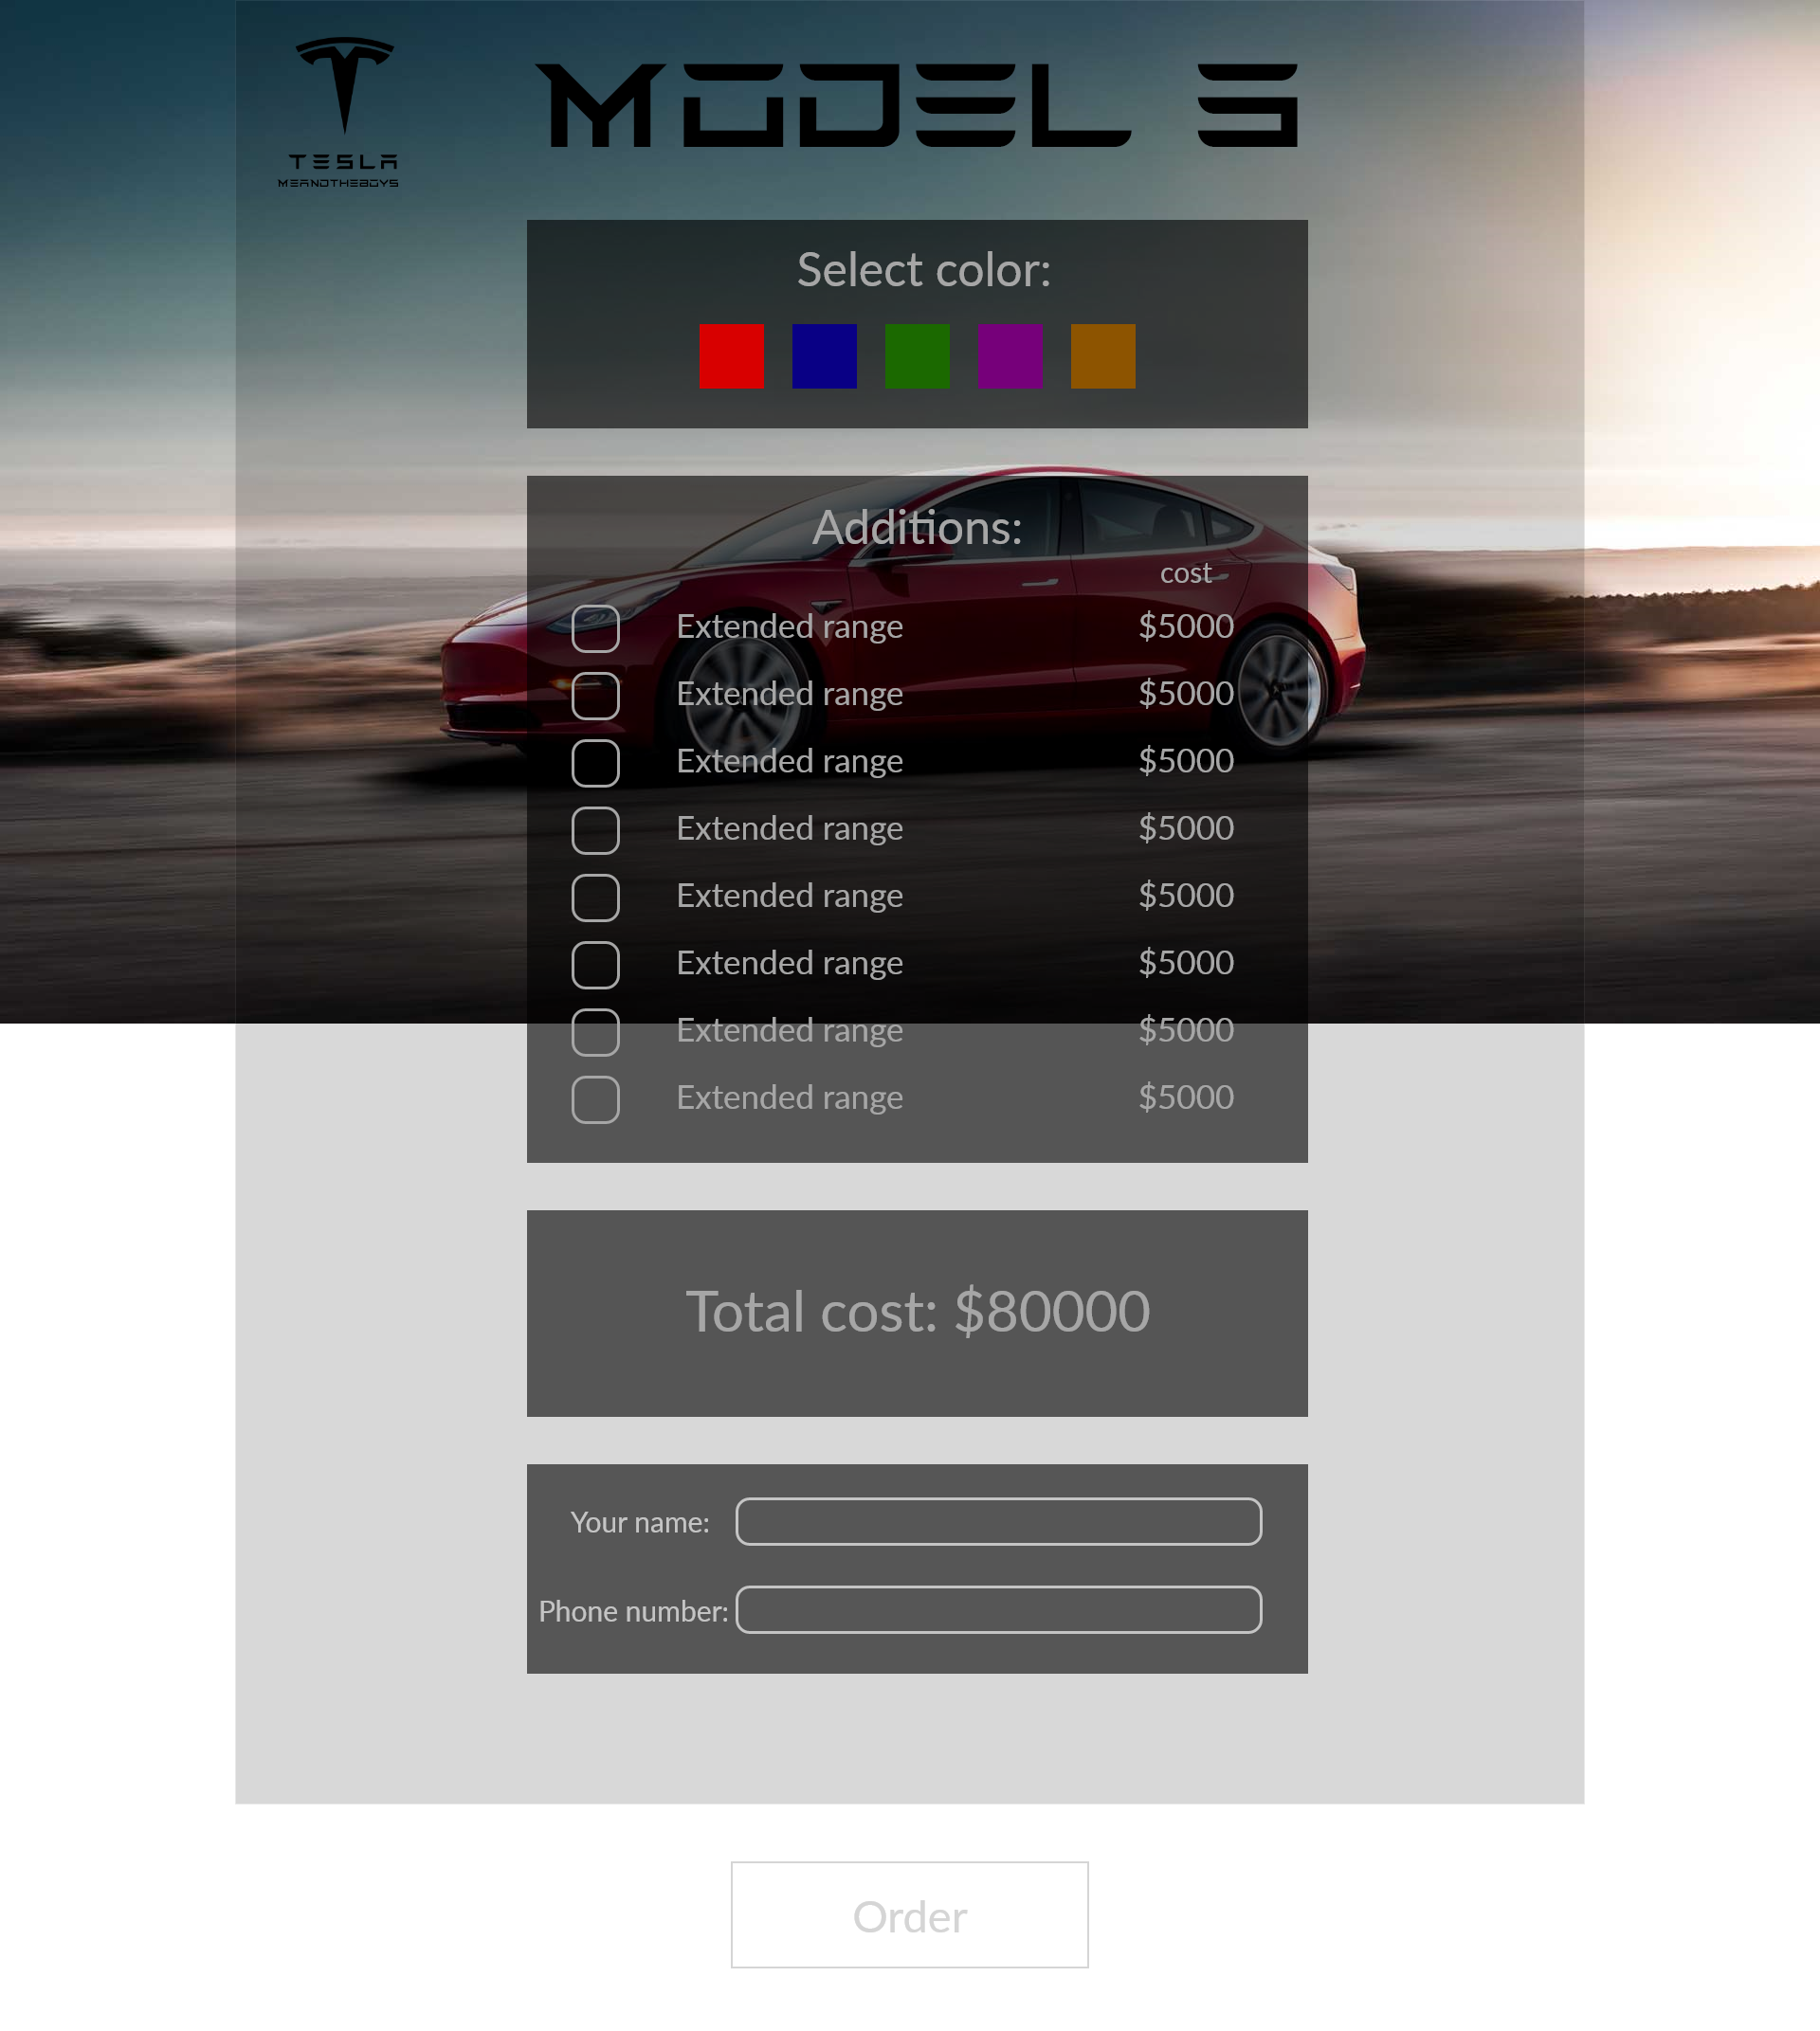 MODEL S
TESLA
MEANDTHEBOYS
Select color:
Additions:
cost
Extended range $5000
Extended range $5000
Extended range $5000
Extended range $5000
Extended range $5000
Extended range $5000
Extended range $5000
Extended range $5000
Total cost: $80000
Your name:
Phone number:
Order